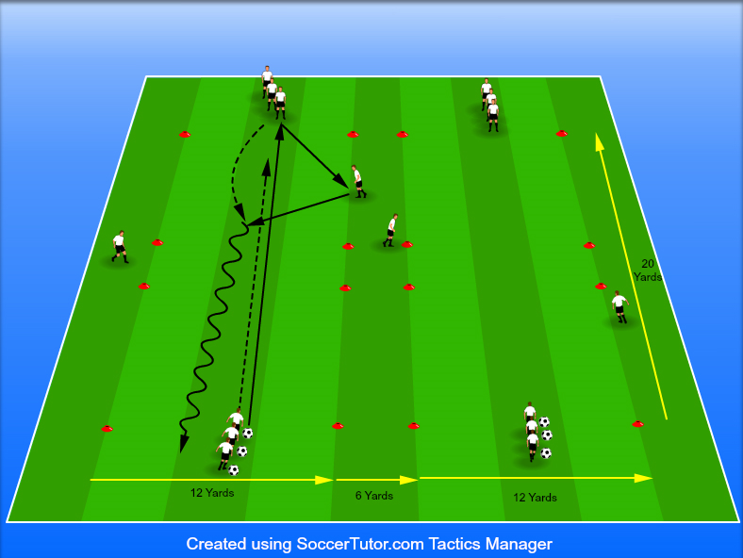 20
Yards
12 Yards
6 Yards
12 Yards
Created using SoccerTutor.com Tactics Manager